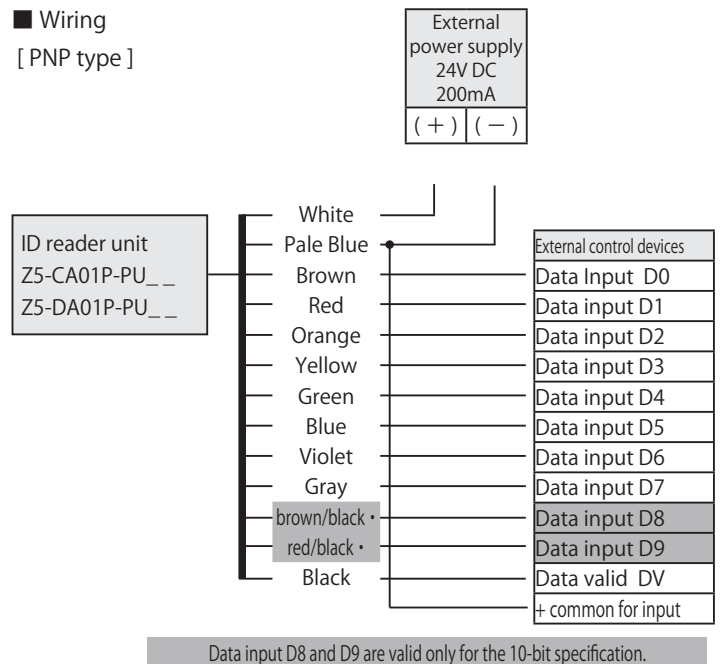 ■ Wiring
[ PNP type ]
External
power supply
24V DC
200mA
( + ) ( − )
ID reader unit
Z5-CA01P-PU_ _
Z5-DA01P-PU_ _
White
Pale Blue
Brown
Red
Orange
Yellow
Green
Blue
Violet
Gray
brown/black •
red/black •
Black
External control devices
Data Input D0
Data input D1
Data input D2
Data input D3
Data input D4
Data input D5
Data input D6
Data input D7
Data input D8
Data input D9
Data valid DV
+ common for input
Data input D8 and D9 are valid only for the 10-bit specification.